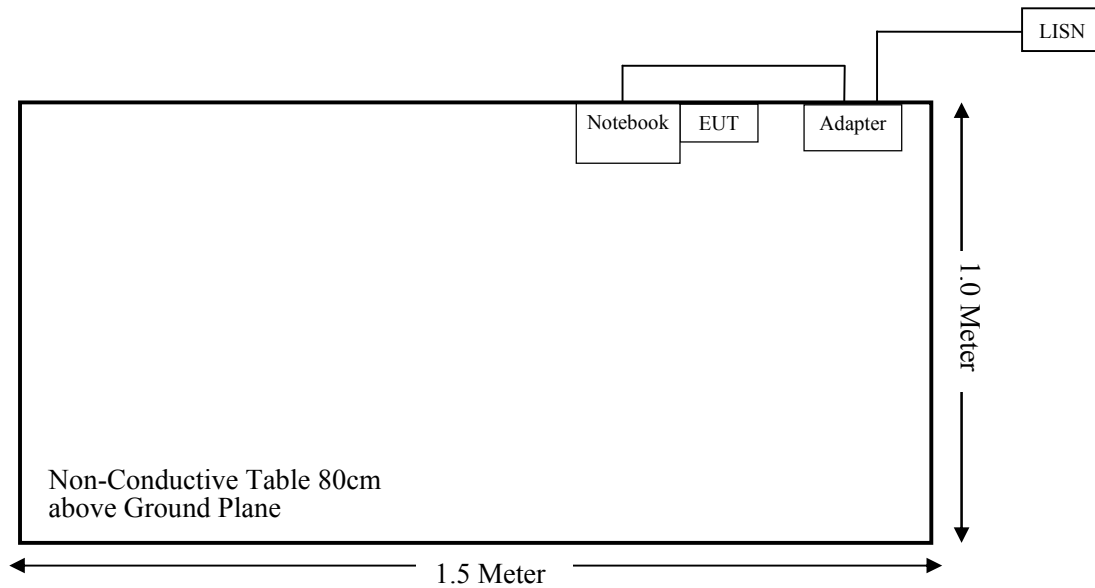 LISN
Notebook
EUT
Adapter
1.0 Meter
Non-Conductive Table 80cm
above Ground Plane
1.5 Meter